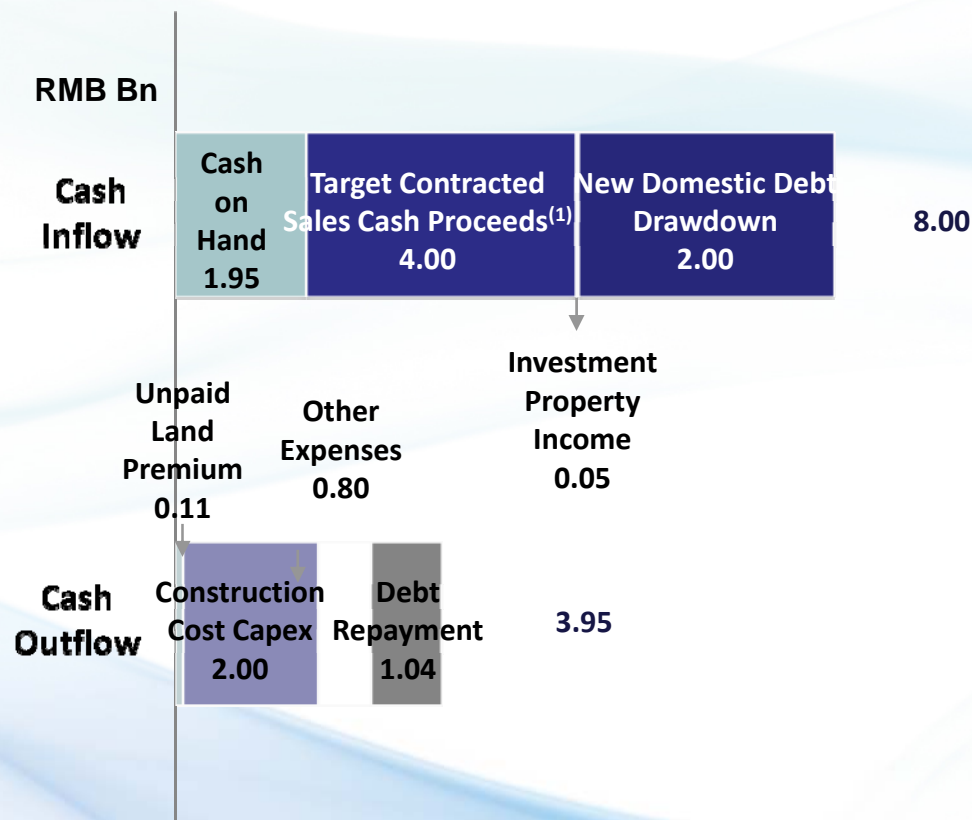 RMB Bn
Cash
Inflow
Cash
on
Hand
1.95
Target Contracted
Sales Cash Proceeds(1)
4.00
New Domestic Debt
Drawdown
2.00
8.00
Investment
Property
Income
0.05
Unpaid
Land
Premium
0.11
Other
Expenses
0.80
Cash
Outflow
Construction
Cost Capex
2.00
Debt
Repayment
1.04
3.95